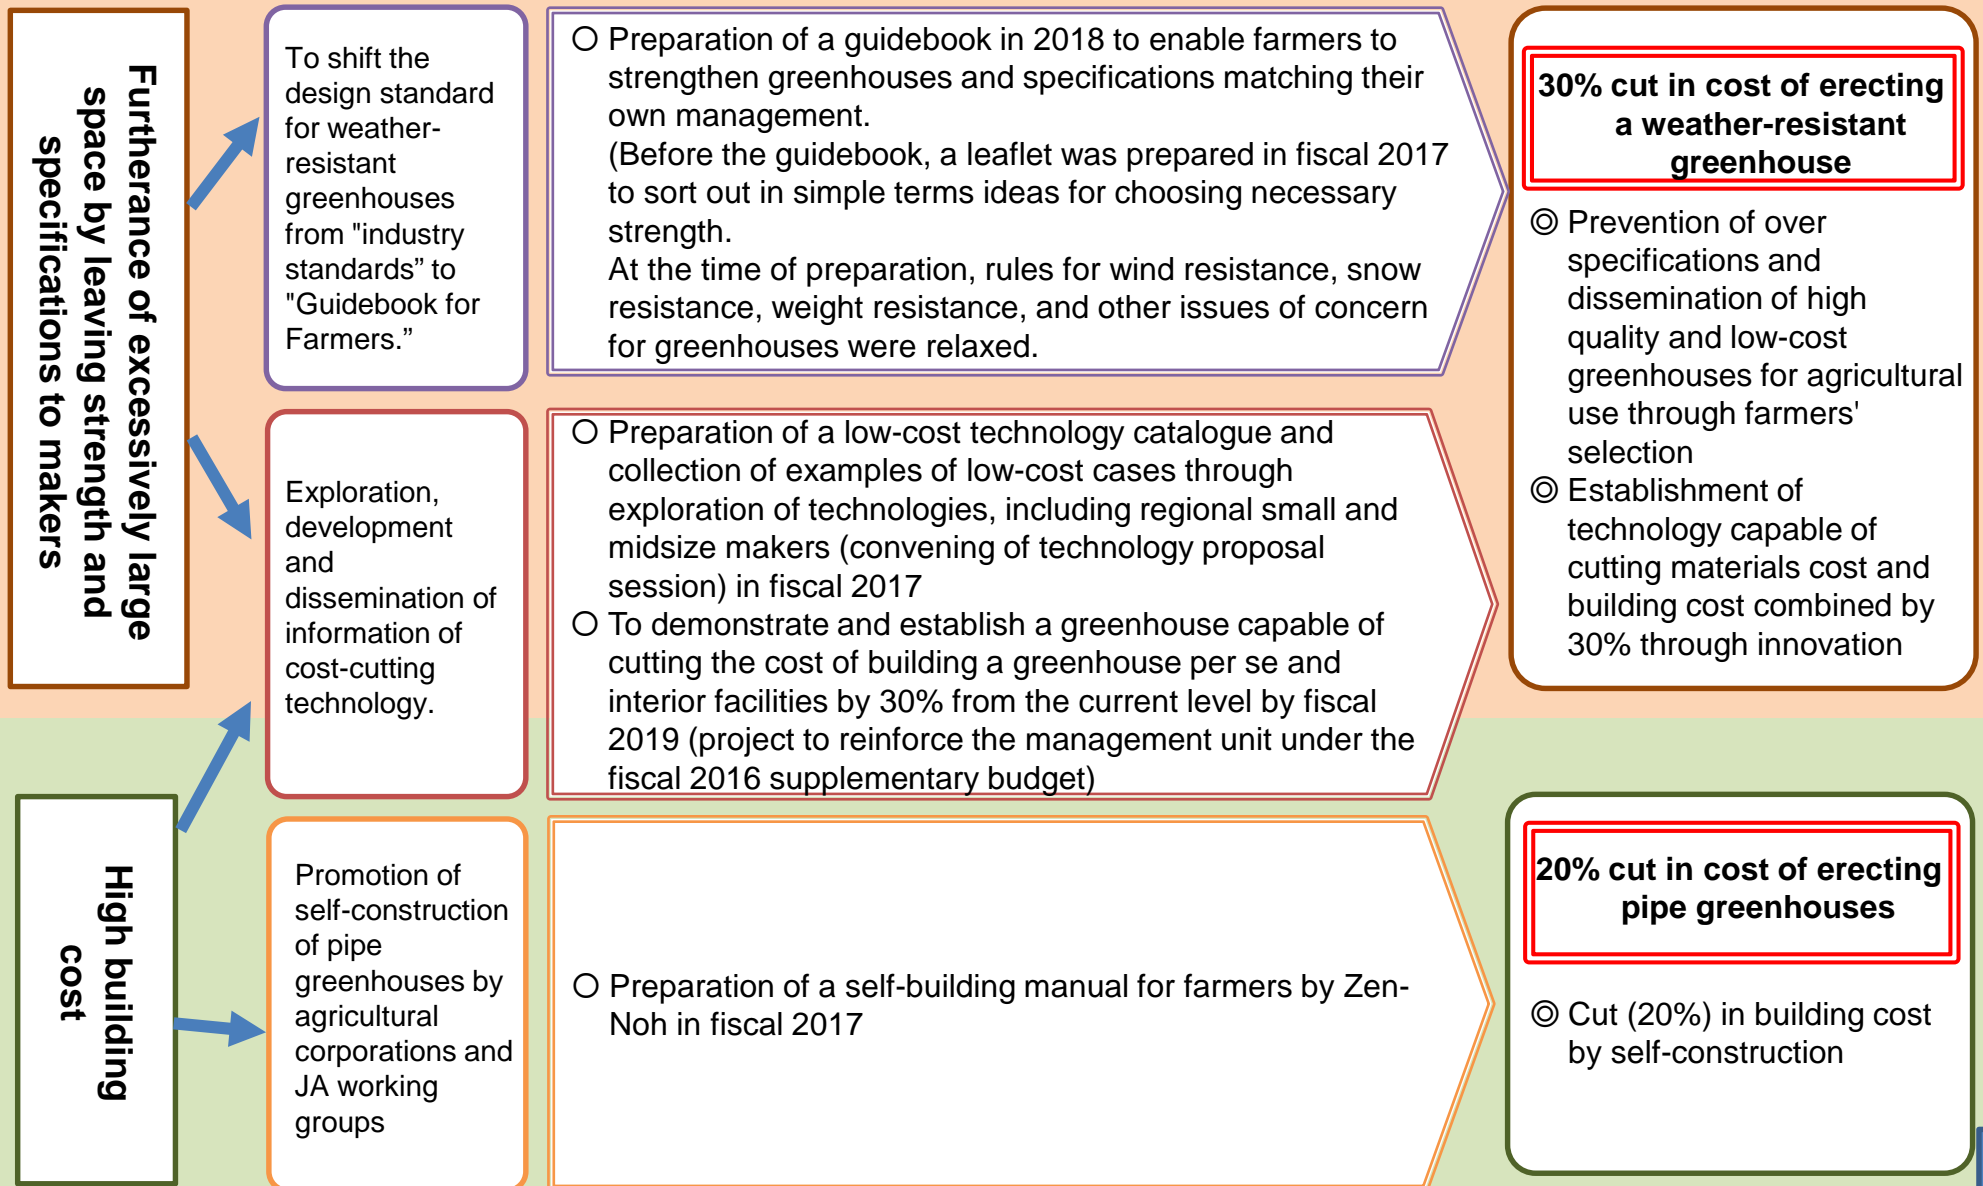 Furtherance of excessively large
space by leaving strength and
specifications to makers
To shift the
design standard
for weather-
resistant
greenhouses
from "industry
standards” to
"Guidebook for
Farmers.”
○ Preparation of a guidebook in 2018 to enable farmers to
strengthen greenhouses and specifications matching their
own management.
(Before the guidebook, a leaflet was prepared in fiscal 2017
to sort out in simple terms ideas for choosing necessary
strength.
At the time of preparation, rules for wind resistance, snow
resistance, weight resistance, and other issues of concern
for greenhouses were relaxed.
30% cut in cost of erecting
a weather-resistant
greenhouse
◎ Prevention of over
specifications and
dissemination of high
quality and low-cost
greenhouses for agricultural
use through farmers'
selection
◎ Establishment of
technology capable of
cutting materials cost and
building cost combined by
30% through innovation
Exploration,
development
and
dissemination of
information of
cost-cutting
technology.
○ Preparation of a low-cost technology catalogue and
collection of examples of low-cost cases through
exploration of technologies, including regional small and
midsize makers (convening of technology proposal
session) in fiscal 2017
○ To demonstrate and establish a greenhouse capable of
cutting the cost of building a greenhouse per se and
interior facilities by 30% from the current level by fiscal
2019 (project to reinforce the management unit under the
fiscal 2016 supplementary budget)
High building
cost
Promotion of
self-construction
of pipe
greenhouses by
agricultural
corporations and
JA working
groups
○ Preparation of a self-building manual for farmers by Zen-
Noh in fiscal 2017
20% cut in cost of erecting
pipe greenhouses
◎ Cut (20%) in building cost
by self-construction